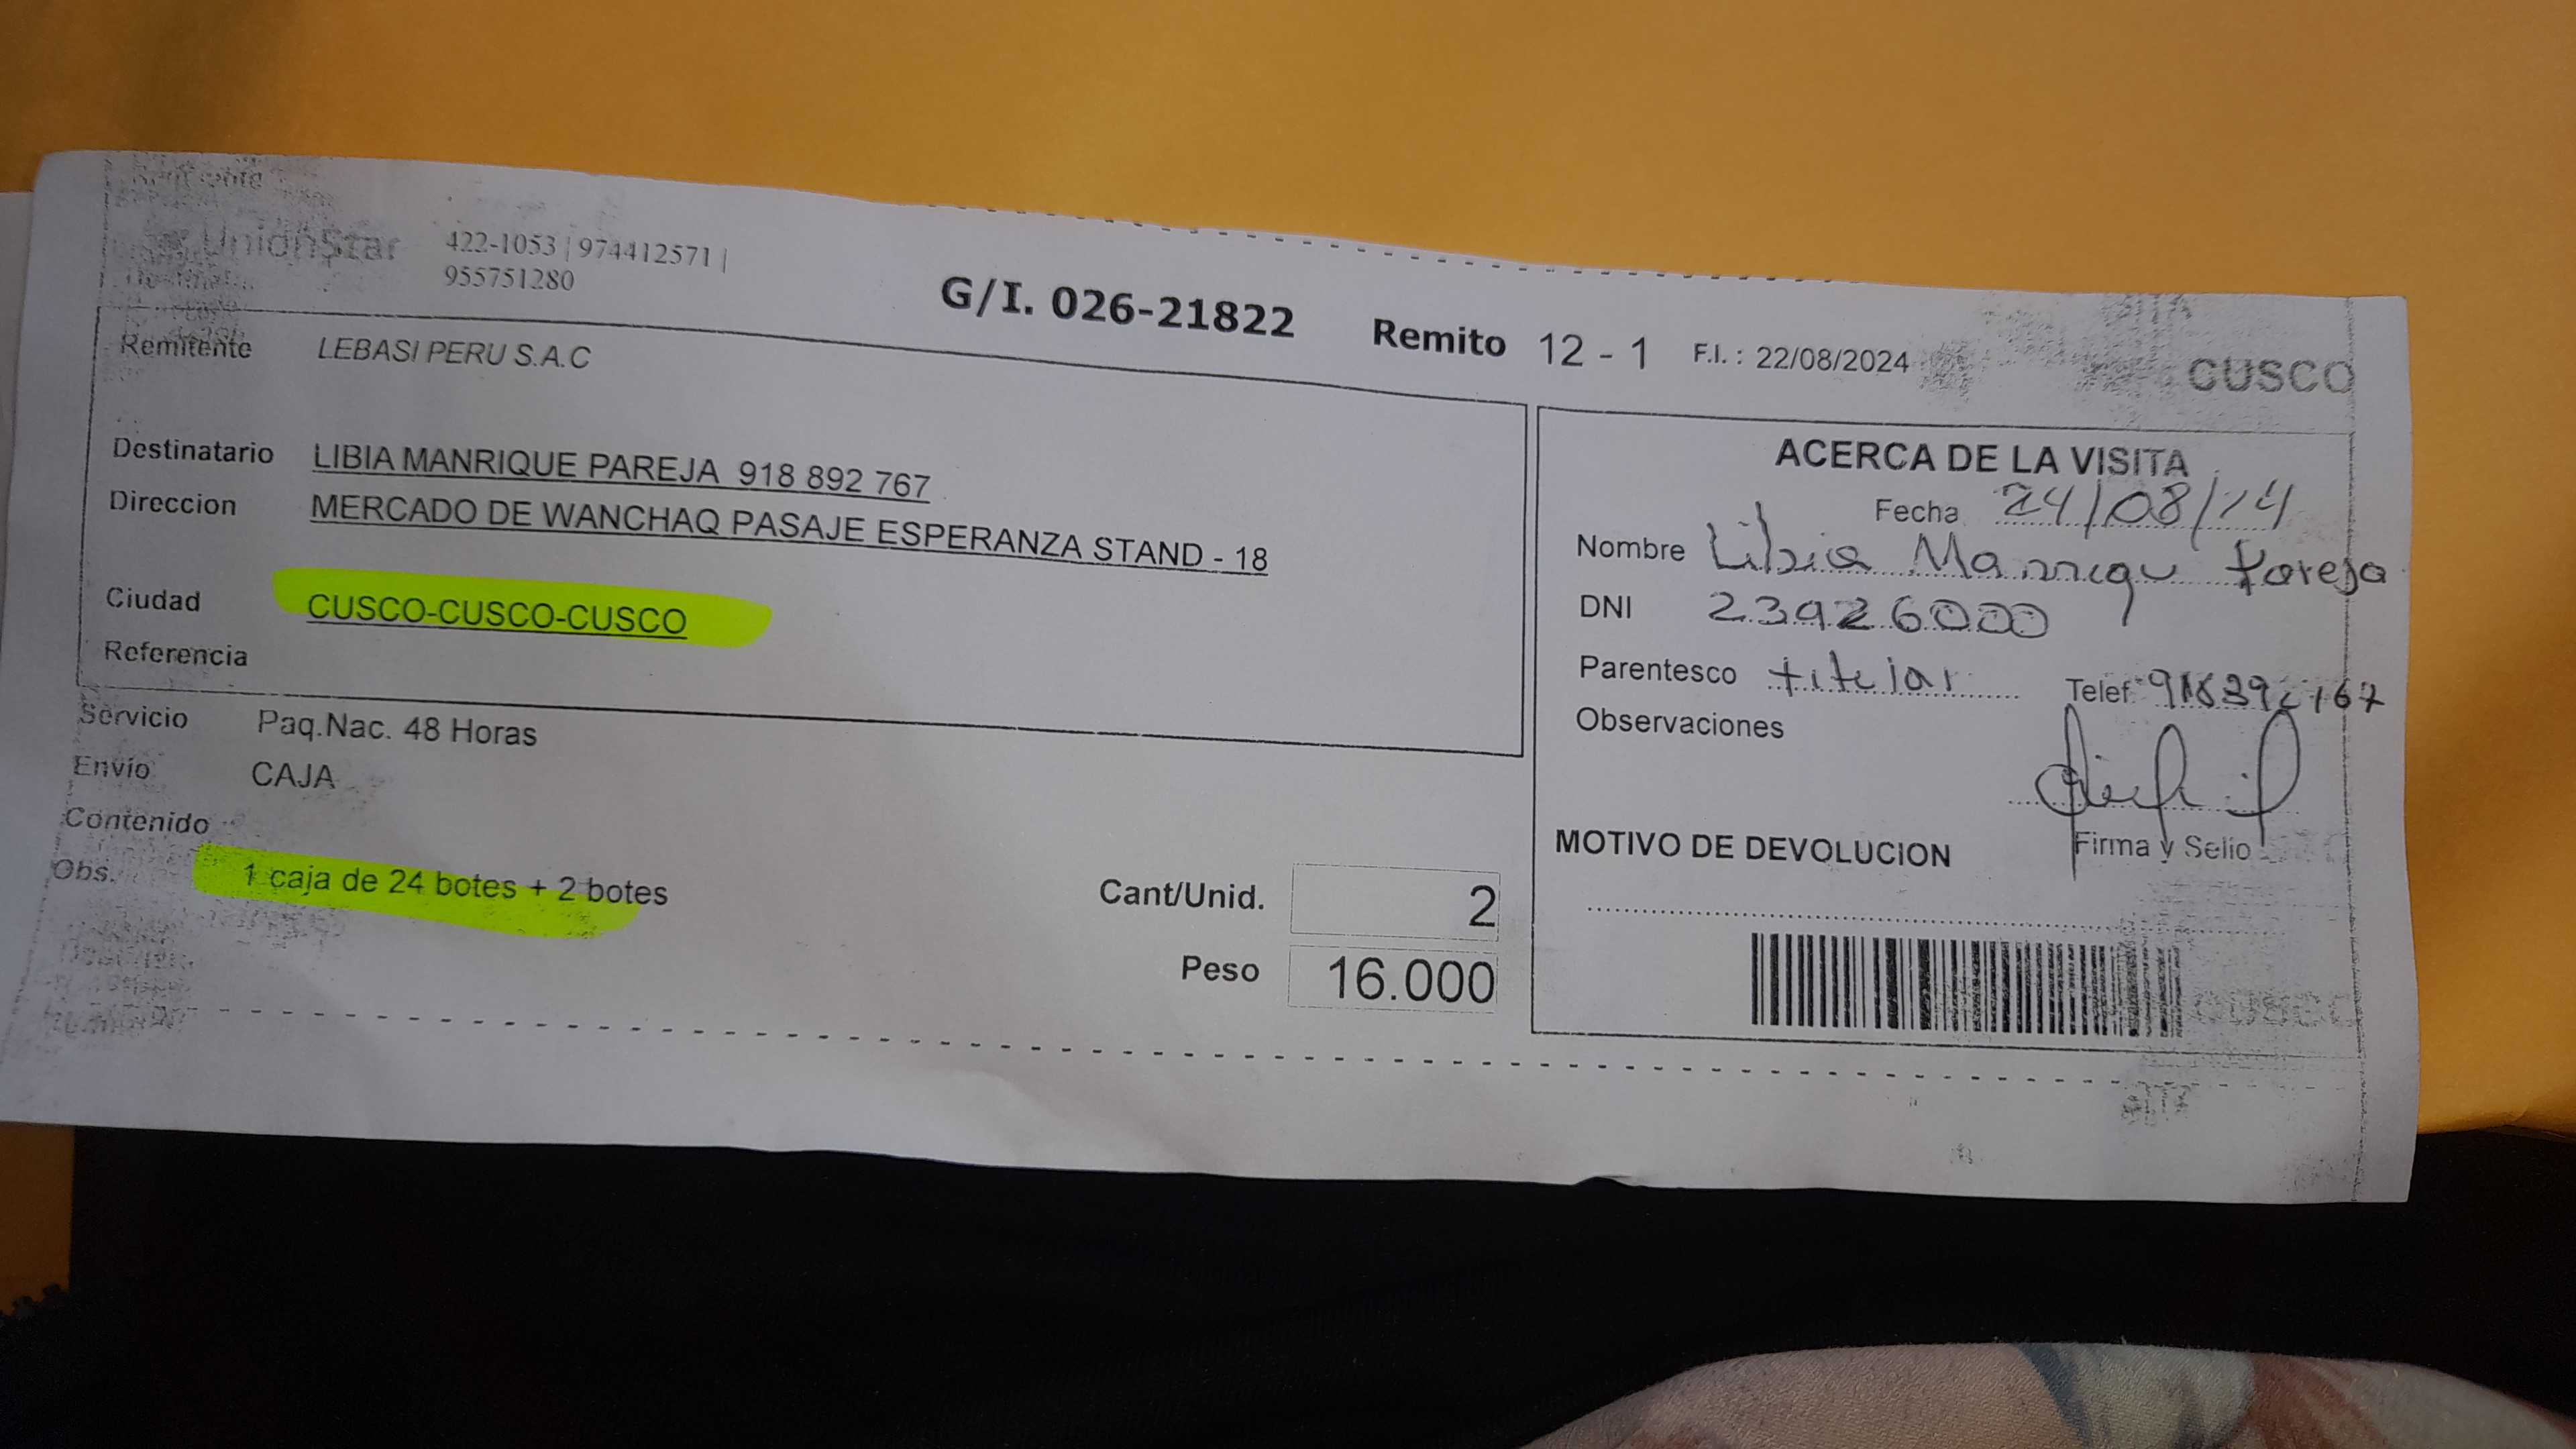 UnionStar 422-1053 | 974412571 |
955751280
G/I. 026-21822 Remito 12 - 1 F.I. : 22/08/2024 CUSCO
Remitente LEBASI PERU S.A.C
Destinatario LIBIA MANRIQUE PAREJA 918 892 767
Direccion MERCADO DE WANCHAQ PASAJE ESPERANZA STAND - 18
Ciudad CUSCO-CUSCO-CUSCO
Referencia
Servicio Paq.Nac. 48 Horas
Envio CAJA
Contenido
Obs. 1 caja de 24 botes + 2 botes
Cant/Unid. 2
Peso 16.000
ACERCA DE LA VISITA
Fecha 24/08/24
Nombre Libia Manrique Pareja
DNI 23926000
Parentesco titular Telef.
Observaciones
Firma y Sello
MOTIVO DE DEVOLUCION
CUSCO